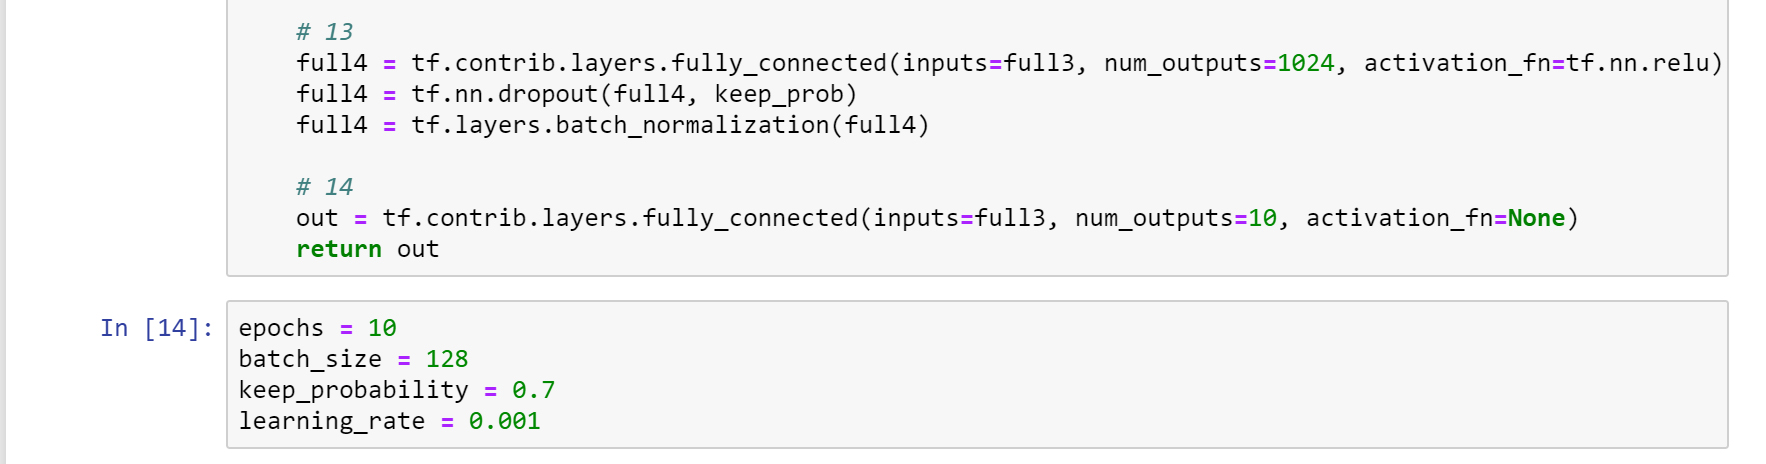 # 13
full4 = tf.contrib.layers.fully_connected(inputs=full3, num_outputs=1024, activation_fn=tf.nn.relu)
full4 = tf.nn.dropout(full4, keep_prob)
full4 = tf.layers.batch_normalization(full4)
# 14
out = tf.contrib.layers.fully_connected(inputs=full3, num_outputs=10, activation_fn=None)
return out
In [14]:
epochs = 10
batch_size = 128
keep_probability = 0.7
learning_rate = 0.001